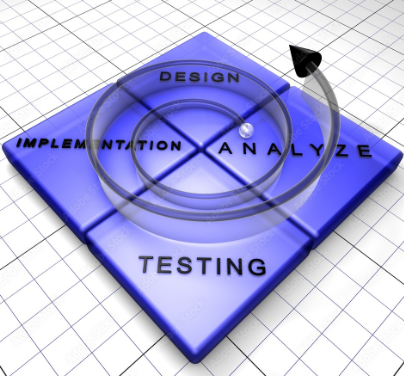 DESIGN
IMPLEMENTATION
ANALYZE
TESTING